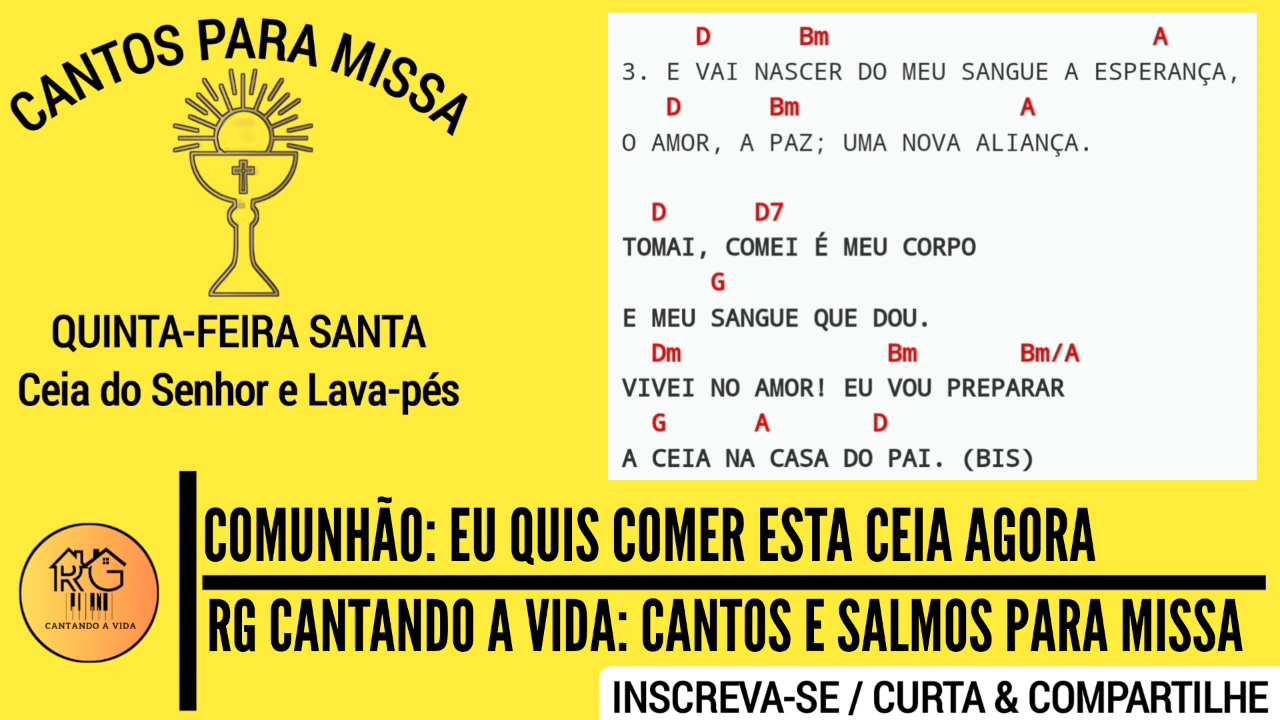 CANTOS PARA MISSA
QUINTA-FEIRA SANTA
Ceia do Senhor e Lava-pés
D Bm A
3. E VAI NASCER DO MEU SANGUE A ESPERANÇA,
D Bm A
O AMOR, A PAZ; UMA NOVA ALIANÇA.
D D7
TOMAI, COMEI É MEU CORPO
G
E MEU SANGUE QUE DOU.
Dm Bm Bm/A
VIVEI NO AMOR! EU VOU PREPARAR
G A D
A CEIA NA CASA DO PAI. (BIS)
RG
PIANO
CANTANDO A VIDA
COMUNHÃO: EU QUIS COMER ESTA CEIA AGORA
RG CANTANDO A VIDA: CANTOS E SALMOS PARA MISSA
INSCREVA-SE / CURTA & COMPARTILHE